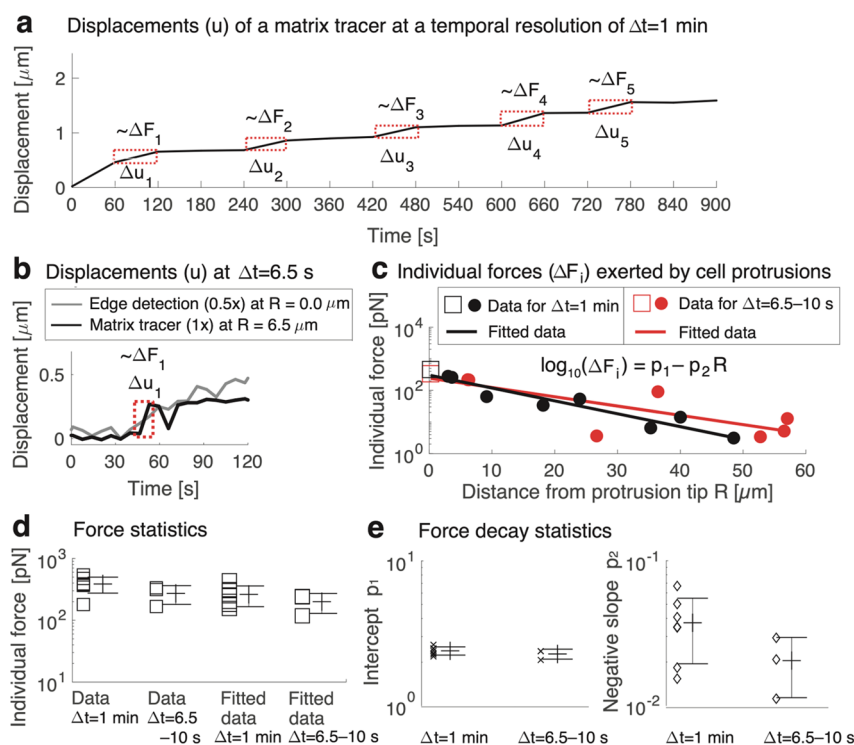 a Displacements (u) of a matrix tracer at a temporal resolution of Δt=1 min
Displacement [μm]
2
1
0
~ΔF1
~ΔF2
~ΔF3
~ΔF4
~ΔF5
Δu1
Δu2
Δu3
Δu4
Δu5
0 60 120 180 240 300 360 420 480 540 600 660 720 780 840 900
Time [s]
b Displacements (u) at Δt=6.5 s
Edge detection (0.5x) at R = 0.0 μm
Matrix tracer (1x) at R = 6.5 μm
Displacement [μm]
~ΔF1
Δu1
0.5
0
0 30 60 90 120
Time [s]
c Individual forces (ΔFi) exerted by cell protrusions
Data for Δt=1 min
Fitted data
Data for Δt=6.5–10 s
Fitted data
Individual force [pN]
log10(ΔFi) = p1 – p2R
10^4
10^2
10^0
0 10 20 30 40 50 60
Distance from protrusion tip R [μm]
d Force statistics
Individual force [pN]
10^3
10^2
10^1
Data
Δt=1 min
Data
Δt=6.5
–10 s
Fitted
data
Δt=1 min
Fitted
data
Δt=6.5–10 s
e Force decay statistics
Intercept p1
10^1
10^0
Δt=1 min Δt=6.5–10 s
Negative slope p2
10^-1
10^-2
Δt=1 min Δt=6.5–10 s